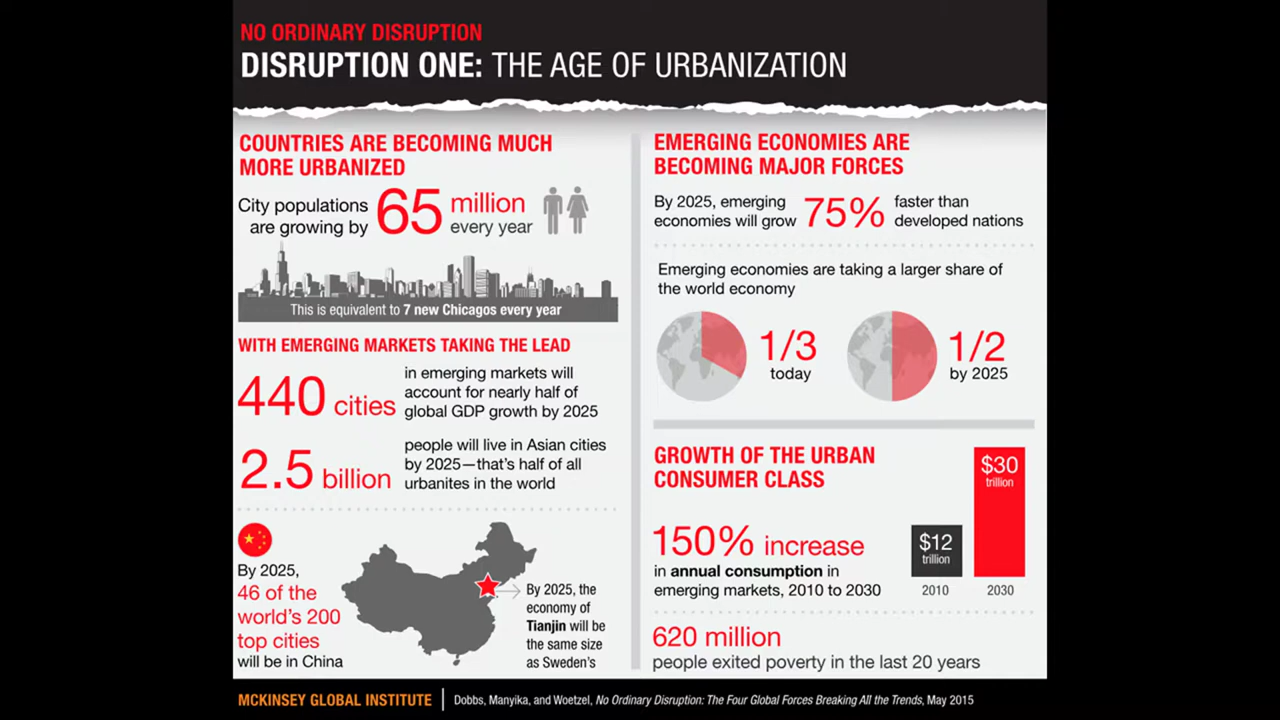 NO ORDINARY DISRUPTION
DISRUPTION ONE: THE AGE OF URBANIZATION
COUNTRIES ARE BECOMING MUCH
MORE URBANIZED
City populations
are growing by
65
million
every year
This is equivalent to 7 new Chicagos every year
WITH EMERGING MARKETS TAKING THE LEAD
440 cities
in emerging markets will
account for nearly half of
global GDP growth by 2025
2.5 billion
people will live in Asian cities
by 2025—that's half of all
urbanites in the world
By 2025,
46 of the
world's 200
top cities
will be in China
By 2025, the
economy of
Tianjin will be
the same size
as Sweden's
EMERGING ECONOMIES ARE
BECOMING MAJOR FORCES
By 2025, emerging
economies will grow
75%
faster than
developed nations
Emerging economies are taking a larger share of
the world economy
1/3
today
1/2
by 2025
GROWTH OF THE URBAN
CONSUMER CLASS
150% increase
in annual consumption in
emerging markets, 2010 to 2030
$12
trillion
2010
$30
trillion
2030
620 million
people exited poverty in the last 20 years
MCKINSEY GLOBAL INSTITUTE
Dobbs, Manyika, and Woetzel, No Ordinary Disruption: The Four Global Forces Breaking All the Trends, May 2015